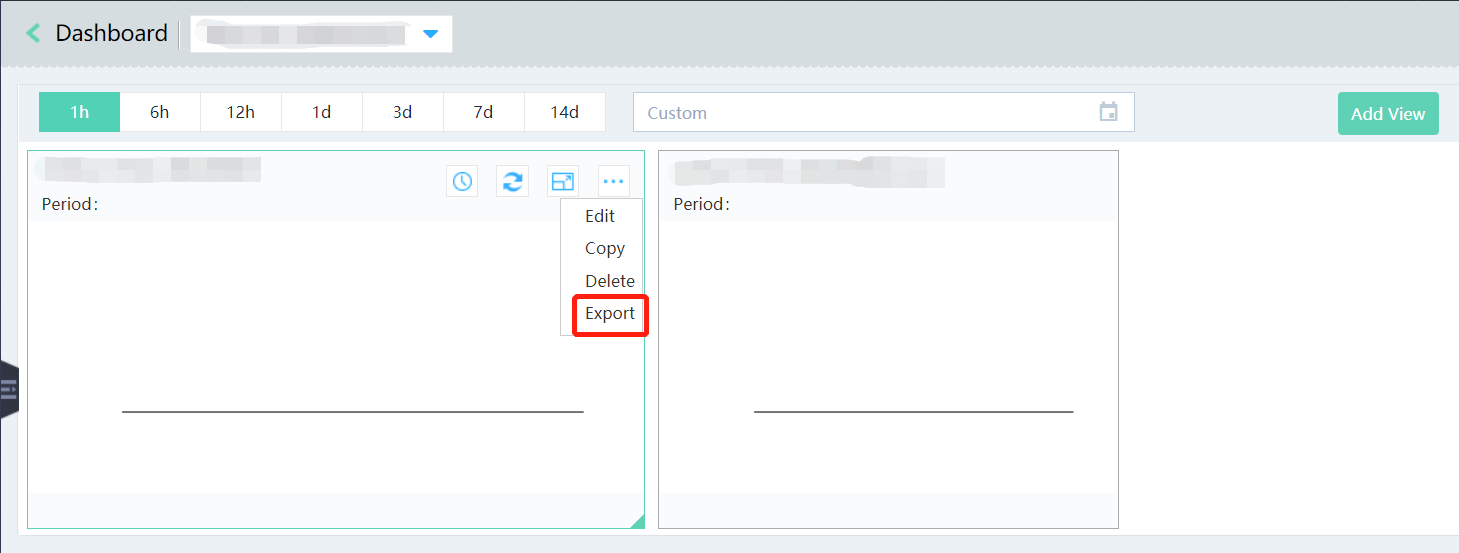 Dashboard
1h 6h 12h 1d 3d 7d 14d Custom Add View
Period:
Edit
Copy
Delete
Export
Period: